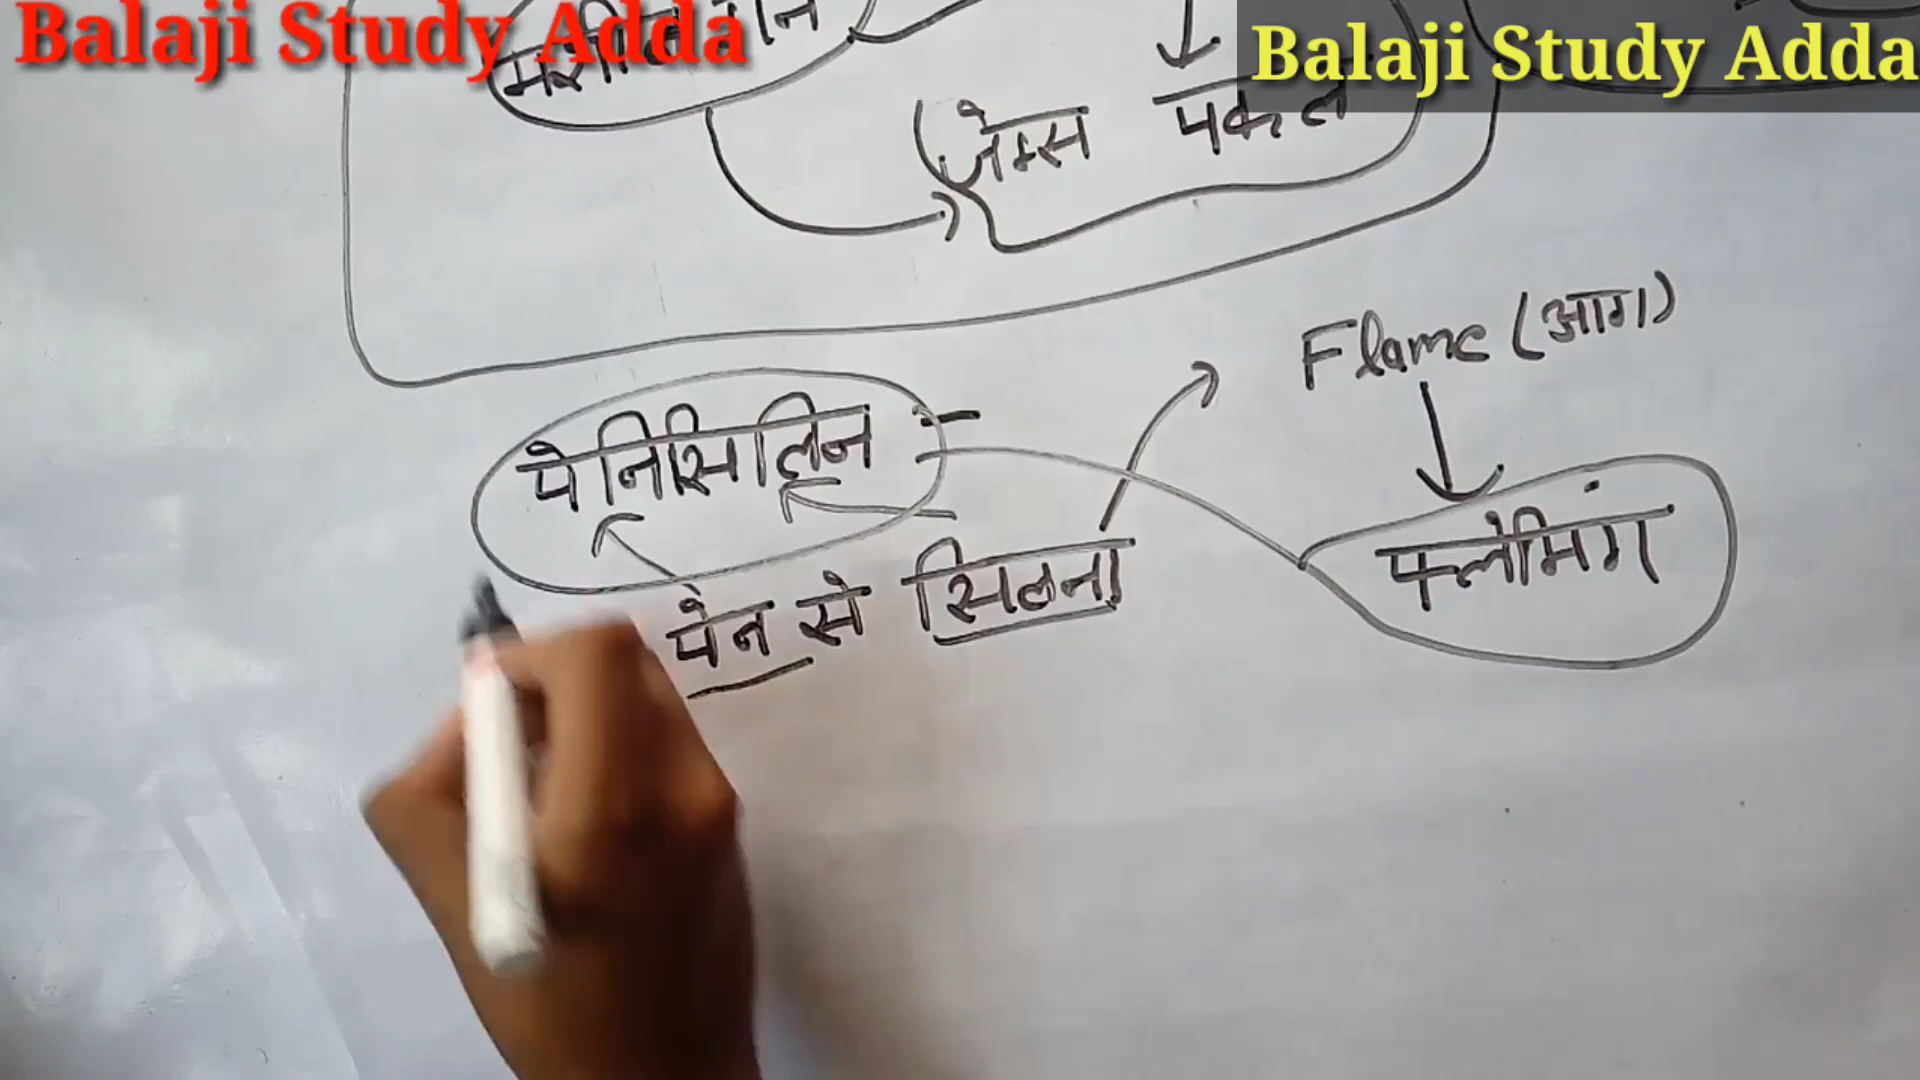 Balaji Study Adda
Balaji Study Adda
जेम्स पकल
Flame (आग)
पेनिसिलिन -
फ्लेमिंग
पेन से सिलना